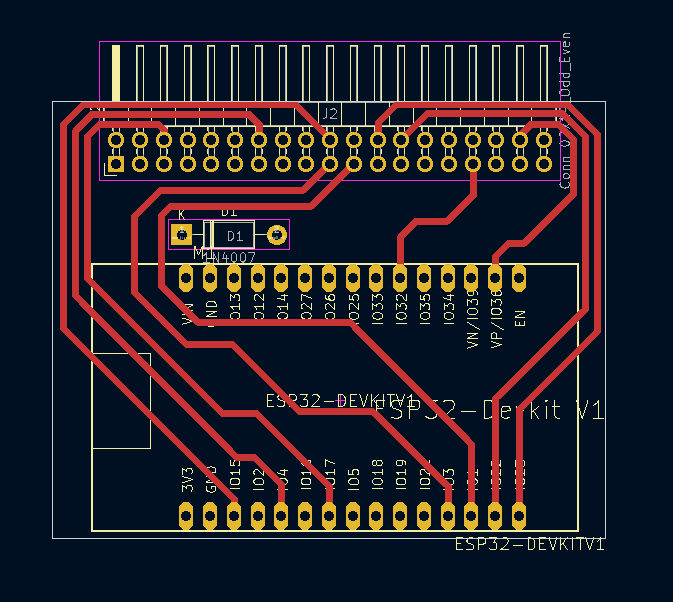 J2
K
D1
D1
1N4007
VIN
GND
IO13
IO12
IO14
IO27
IO26
IO25
IO33
IO32
IO35
IO34
VN/IO39
VP/IO36
EN
ESP32-DEVKITV1
ESP32-Devkit V1
3V3
GND
IO15
IO2
IO4
IO16
IO17
IO5
IO18
IO19
IO21
IO3
IO1
IO22
IO23
ESP32-DEVKITV1